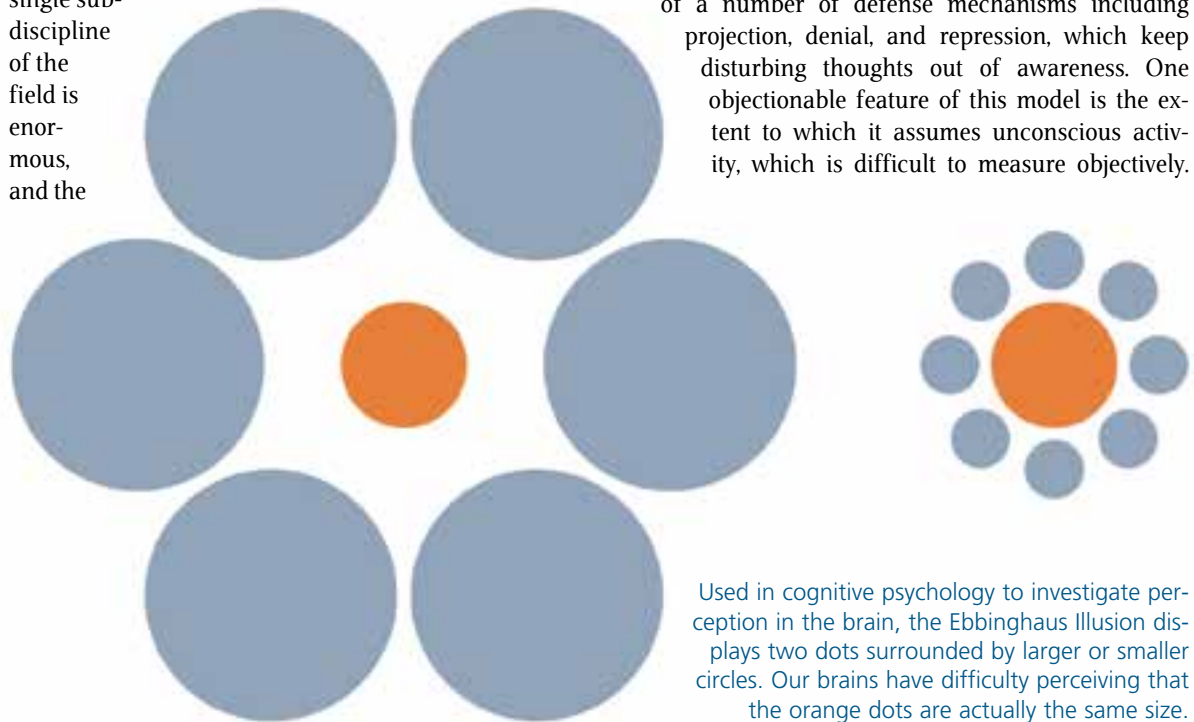 single sub-
discipline
of the
field is
enor-
mous,
and the
of a number of defense mechanisms including
projection, denial, and repression, which keep
disturbing thoughts out of awareness. One
objectionable feature of this model is the ex-
tent to which it assumes unconscious activ-
ity, which is difficult to measure objectively.
Used in cognitive psychology to investigate per-
ception in the brain, the Ebbinghaus Illusion dis-
plays two dots surrounded by larger or smaller
circles. Our brains have difficulty perceiving that
the orange dots are actually the same size.